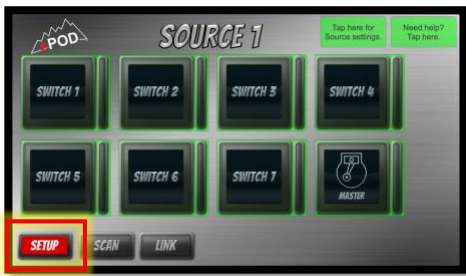 sPOD
SOURCE 1
Tap here for
Source settings.
Need help?
Tap here.
SWITCH 1
SWITCH 2
SWITCH 3
SWITCH 4
SWITCH 5
SWITCH 6
SWITCH 7
MASTER
SETUP
SCAN
LINK